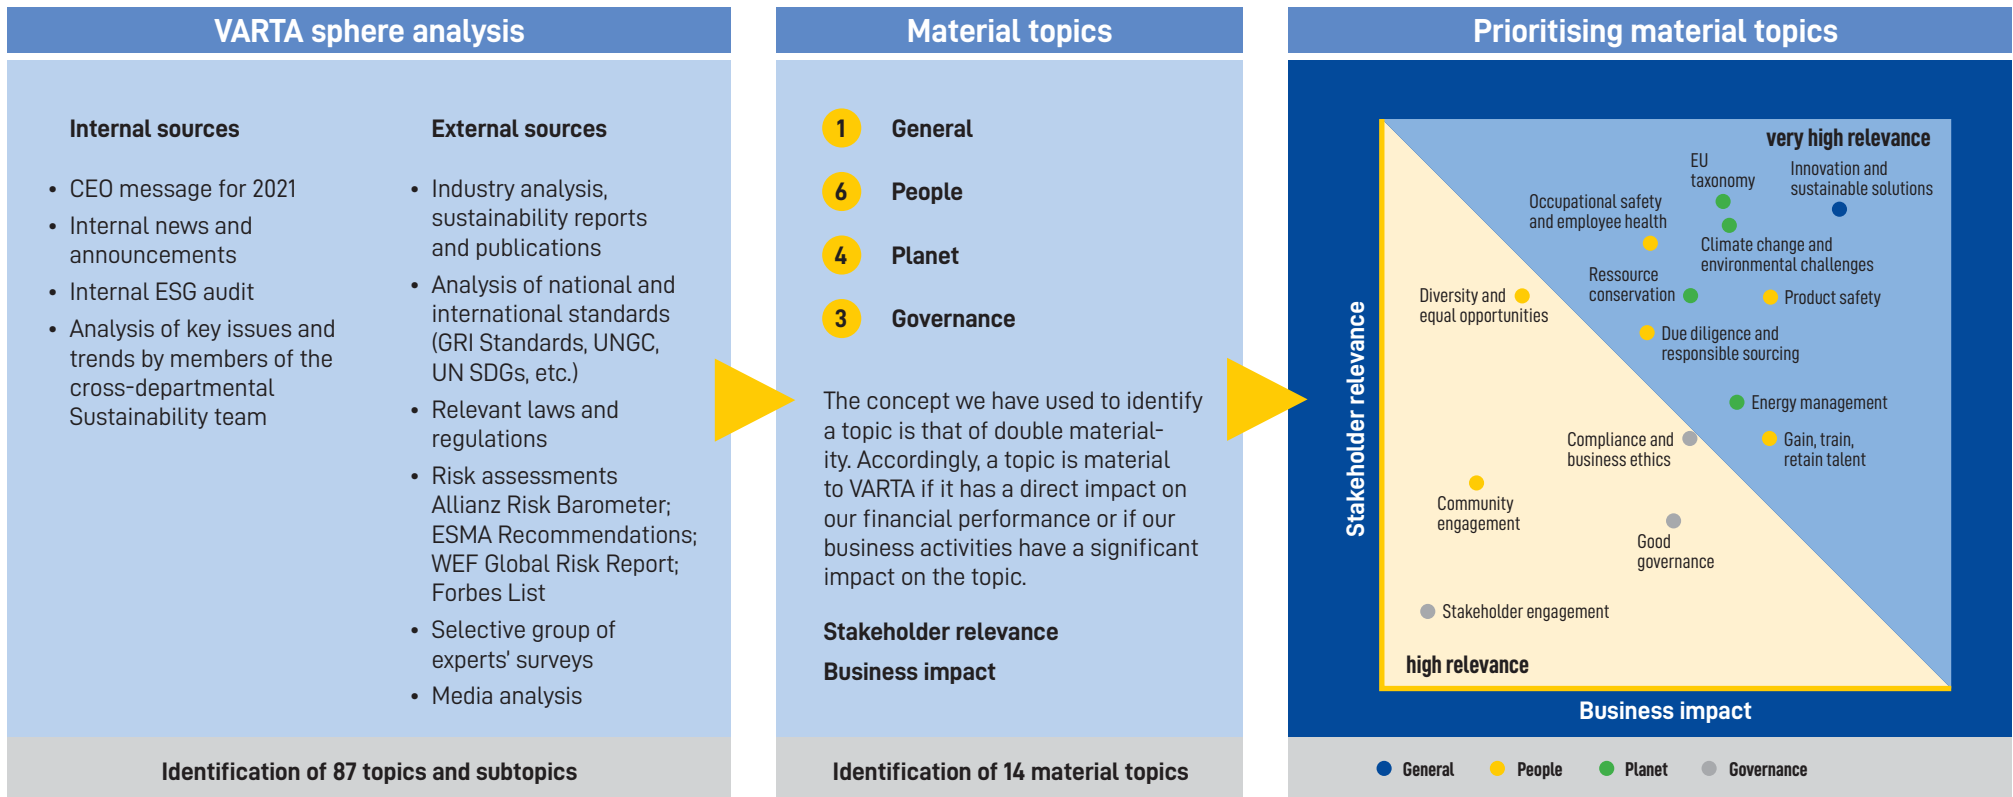 VARTA sphere analysis
Internal sources
• CEO message for 2021
• Internal news and
announcements
• Internal ESG audit
• Analysis of key issues and
trends by members of the
cross-departmental
Sustainability team
External sources
• Industry analysis,
sustainability reports
and publications
• Analysis of national and
international standards
(GRI Standards, UNGC,
UN SDGs, etc.)
• Relevant laws and
regulations
• Risk assessments
Allianz Risk Barometer;
ESMA Recommendations;
WEF Global Risk Report;
Forbes List
• Selective group of
experts' surveys
• Media analysis
Identification of 87 topics and subtopics
Material topics
1 General
6 People
4 Planet
3 Governance
The concept we have used to identify
a topic is that of double material-
ity. Accordingly, a topic is material
to VARTA if it has a direct impact on
our financial performance or if our
business activities have a significant
impact on the topic.
Stakeholder relevance
Business impact
Identification of 14 material topics
Prioritising material topics
Stakeholder relevance
very high relevance
EU
taxonomy
Innovation and
sustainable solutions
Occupational safety
and employee health
Climate change and
environmental challenges
Ressource
conservation
Product safety
Diversity and
equal opportunities
Due diligence and
responsible sourcing
Energy management
Compliance and
business ethics
Gain, train,
retain talent
Community
engagement
Good
governance
Stakeholder engagement
high relevance
Business impact
General People Planet Governance